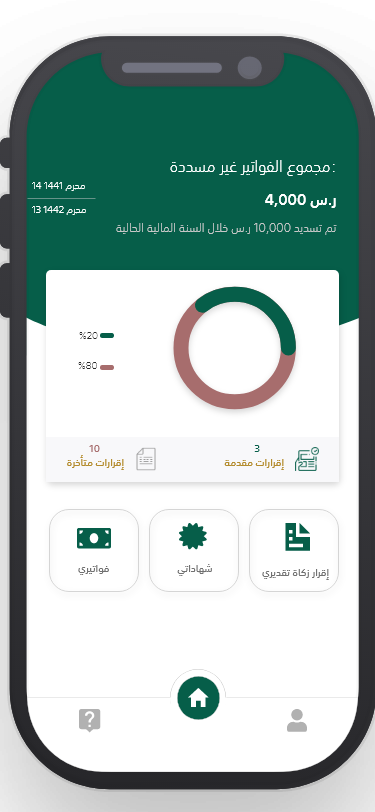 مجموع الفواتير غير مسددة:
14 محرم 1441
4,000 ر.س
13 محرم 1442
تم تسديد 10,000 ر.س خلال السنة المالية الحالية
%20
%80
3
إقرارات مقدمة
10
إقرارات متأخرة
إقرار زكاة تقديري
شهاداتي
فواتيري
?